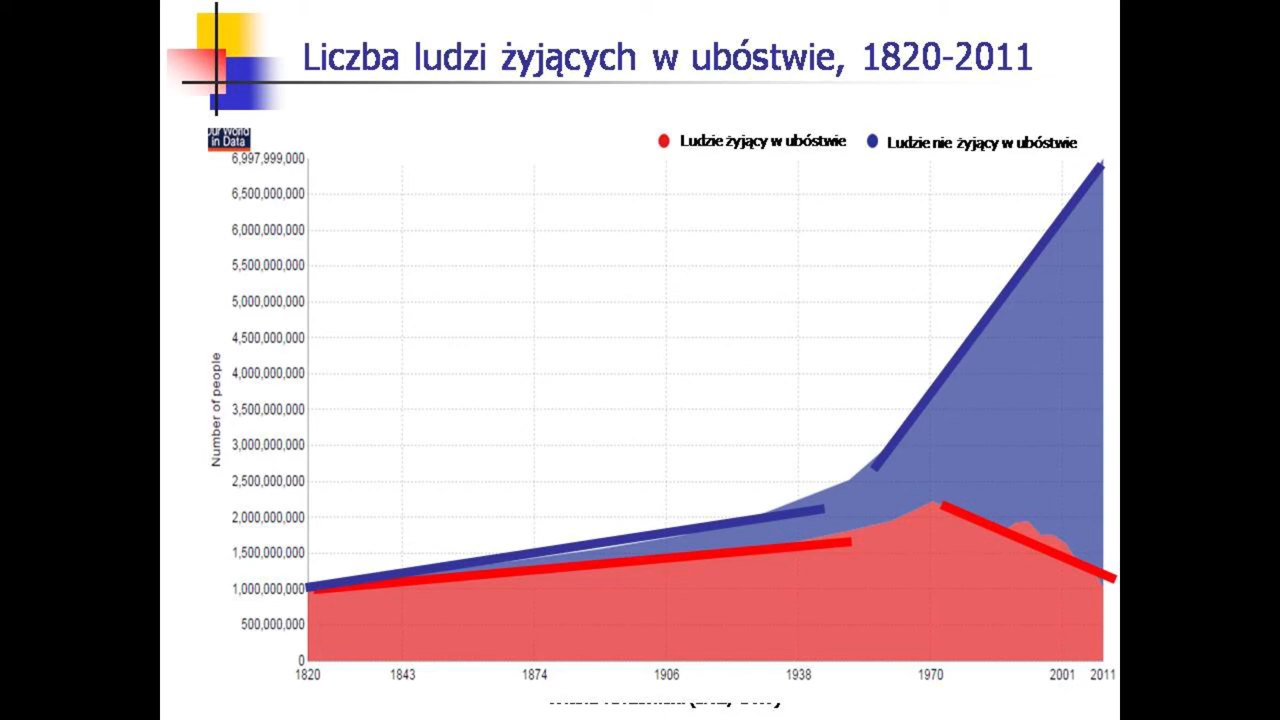 Liczba ludzi żyjących w ubóstwie, 1820-2011
in Data
Ludzie żyjący w ubóstwie
Ludzie nie żyjący w ubóstwie
6,997,999,000
6,500,000,000
6,000,000,000
5,500,000,000
5,000,000,000
4,500,000,000
4,000,000,000
3,500,000,000
3,000,000,000
2,500,000,000
2,000,000,000
1,500,000,000
1,000,000,000
500,000,000
0
Number of people
1820 1843 1874 1906 1938 1970 2001 2011